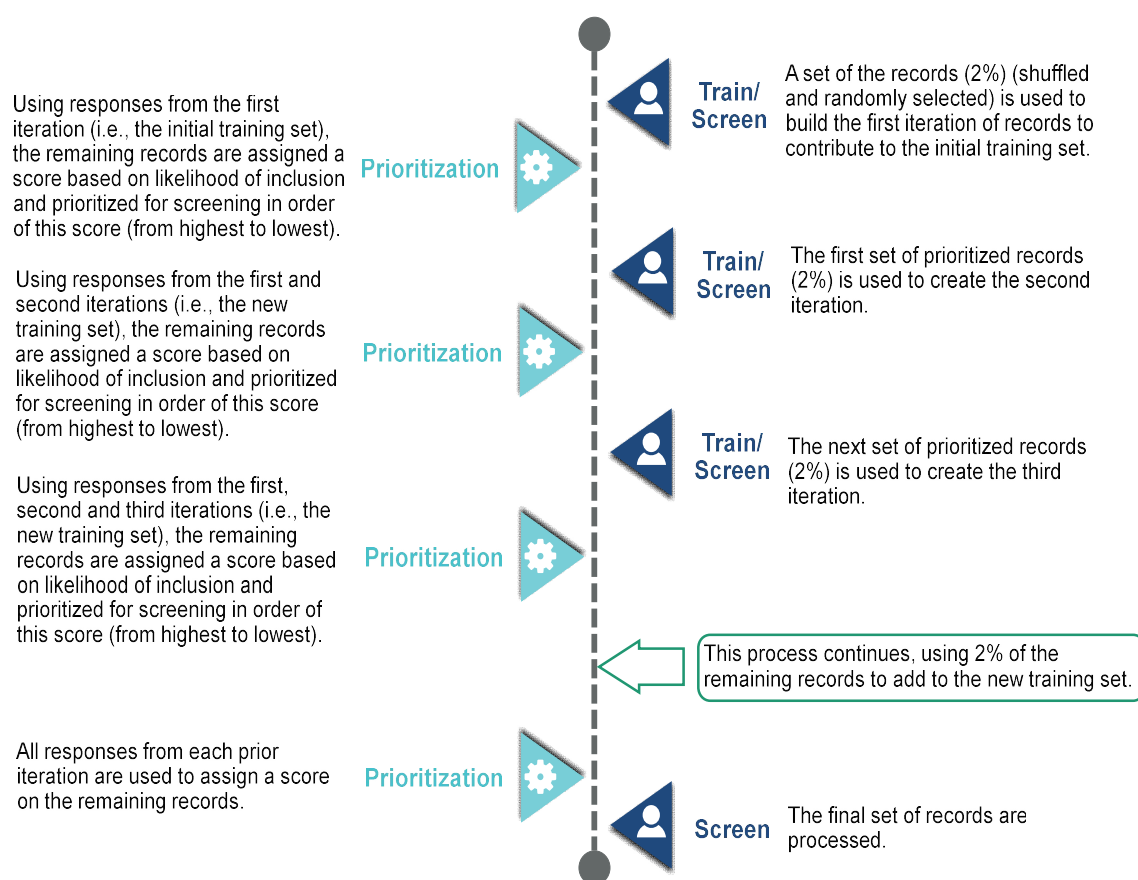 Train/
Screen
A set of the records (2%) (shuffled
and randomly selected) is used to
build the first iteration of records to
contribute to the initial training set.
Using responses from the first
iteration (i.e., the initial training set),
the remaining records are assigned a
score based on likelihood of inclusion
and prioritized for screening in order
of this score (from highest to lowest).
Prioritization
Train/
Screen
The first set of prioritized records
(2%) is used to create the second
iteration.
Using responses from the first and
second iterations (i.e., the new
training set), the remaining records
are assigned a score based on
likelihood of inclusion and prioritized
for screening in order of this score
(from highest to lowest).
Prioritization
Train/
Screen
The next set of prioritized records
(2%) is used to create the third
iteration.
Using responses from the first,
second and third iterations (i.e., the
new training set), the remaining
records are assigned a score based
on likelihood of inclusion and
prioritized for screening in order of
this score (from highest to lowest).
Prioritization
This process continues, using 2% of the
remaining records to add to the new training set.
All responses from each prior
iteration are used to assign a score
on the remaining records.
Prioritization
Screen
The final set of records are
processed.